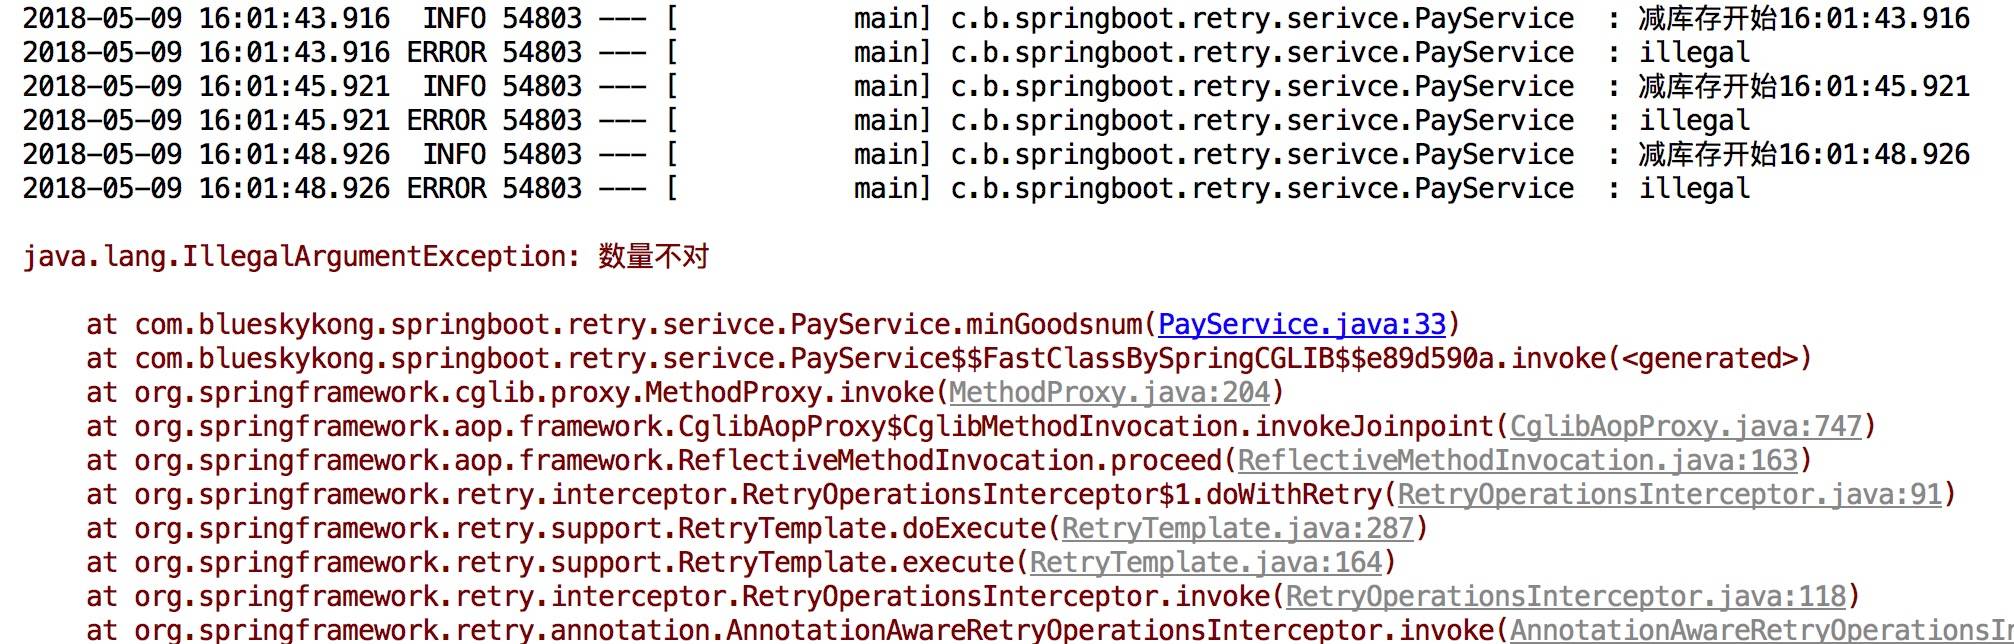 2018-05-09 16:01:43.916  INFO 54803 --- [           main] c.b.springboot.retry.serivce.PayService  : 减库存开始16:01:43.916
2018-05-09 16:01:43.916 ERROR 54803 --- [           main] c.b.springboot.retry.serivce.PayService  : illegal
2018-05-09 16:01:45.921  INFO 54803 --- [           main] c.b.springboot.retry.serivce.PayService  : 减库存开始16:01:45.921
2018-05-09 16:01:45.921 ERROR 54803 --- [           main] c.b.springboot.retry.serivce.PayService  : illegal
2018-05-09 16:01:48.926  INFO 54803 --- [           main] c.b.springboot.retry.serivce.PayService  : 减库存开始16:01:48.926
2018-05-09 16:01:48.926 ERROR 54803 --- [           main] c.b.springboot.retry.serivce.PayService  : illegal
java.lang.IllegalArgumentException: 数量不对
at com.blueskykong.springboot.retry.serivce.PayService.minGoodsnum(PayService.java:33)
at com.blueskykong.springboot.retry.serivce.PayService$$FastClassBySpringCGLIB$$e89d590a.invoke(<generated>)
at org.springframework.cglib.proxy.MethodProxy.invoke(MethodProxy.java:204)
at org.springframework.aop.framework.CglibAopProxy$CglibMethodInvocation.invokeJoinpoint(CglibAopProxy.java:747)
at org.springframework.aop.framework.ReflectiveMethodInvocation.proceed(ReflectiveMethodInvocation.java:163)
at org.springframework.retry.interceptor.RetryOperationsInterceptor$1.doWithRetry(RetryOperationsInterceptor.java:91)
at org.springframework.retry.support.RetryTemplate.doExecute(RetryTemplate.java:287)
at org.springframework.retry.support.RetryTemplate.execute(RetryTemplate.java:164)
at org.springframework.retry.interceptor.RetryOperationsInterceptor.invoke(RetryOperationsInterceptor.java:118)
at org.springframework.retry.annotation.AnnotationAwareRetryOperationsInterceptor.invoke(AnnotationAwareRetryOperationsI